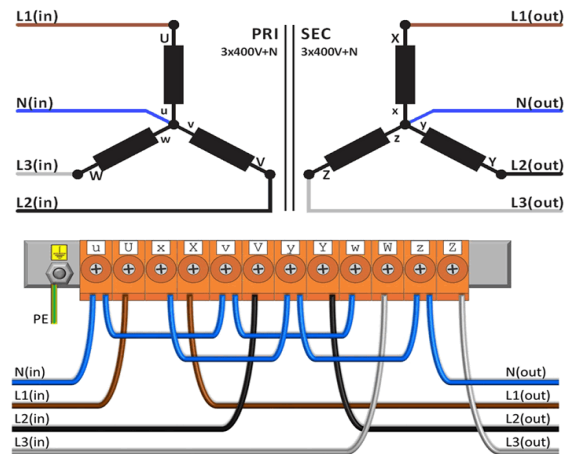 L1(in) U PRI SEC X L1(out)
3x400V+N 3x400V+N
N(in) u v x y N(out)
w z
L3(in) W V Z Y L2(out)
L2(in) L3(out)
u U x X v V y Y w W z Z
PE
N(in) N(out)
L1(in) L1(out)
L2(in) L2(out)
L3(in) L3(out)